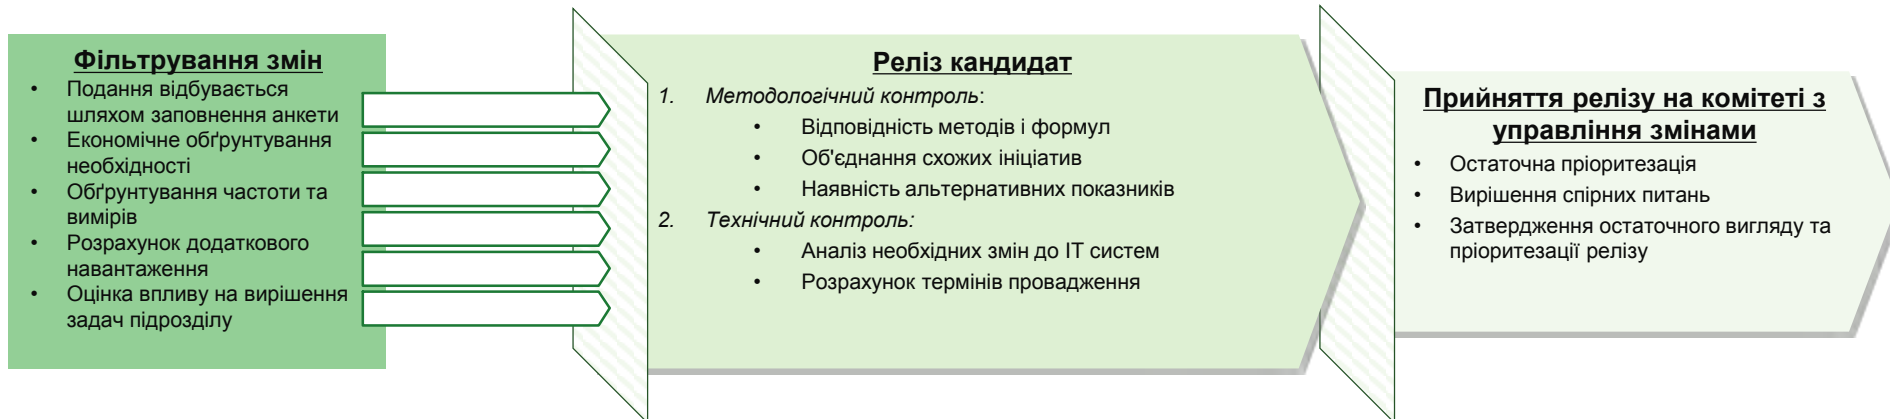 Фільтрування змін
• Подання відбувається
шляхом заповнення анкети
• Економічне обґрунтування
необхідності
• Обґрунтування частоти та
вимірів
• Розрахунок додаткового
навантаження
• Оцінка впливу на вирішення
задач підрозділу
Реліз кандидат
1. Методологічний контроль:
• Відповідність методів і формул
• Об'єднання схожих ініціатив
• Наявність альтернативних показників
2. Технічний контроль:
• Аналіз необхідних змін до ІТ систем
• Розрахунок термінів провадження
Прийняття релізу на комітеті з
управління змінами
• Остаточна пріоритезація
• Вирішення спірних питань
• Затвердження остаточного вигляду та
пріоритезації релізу